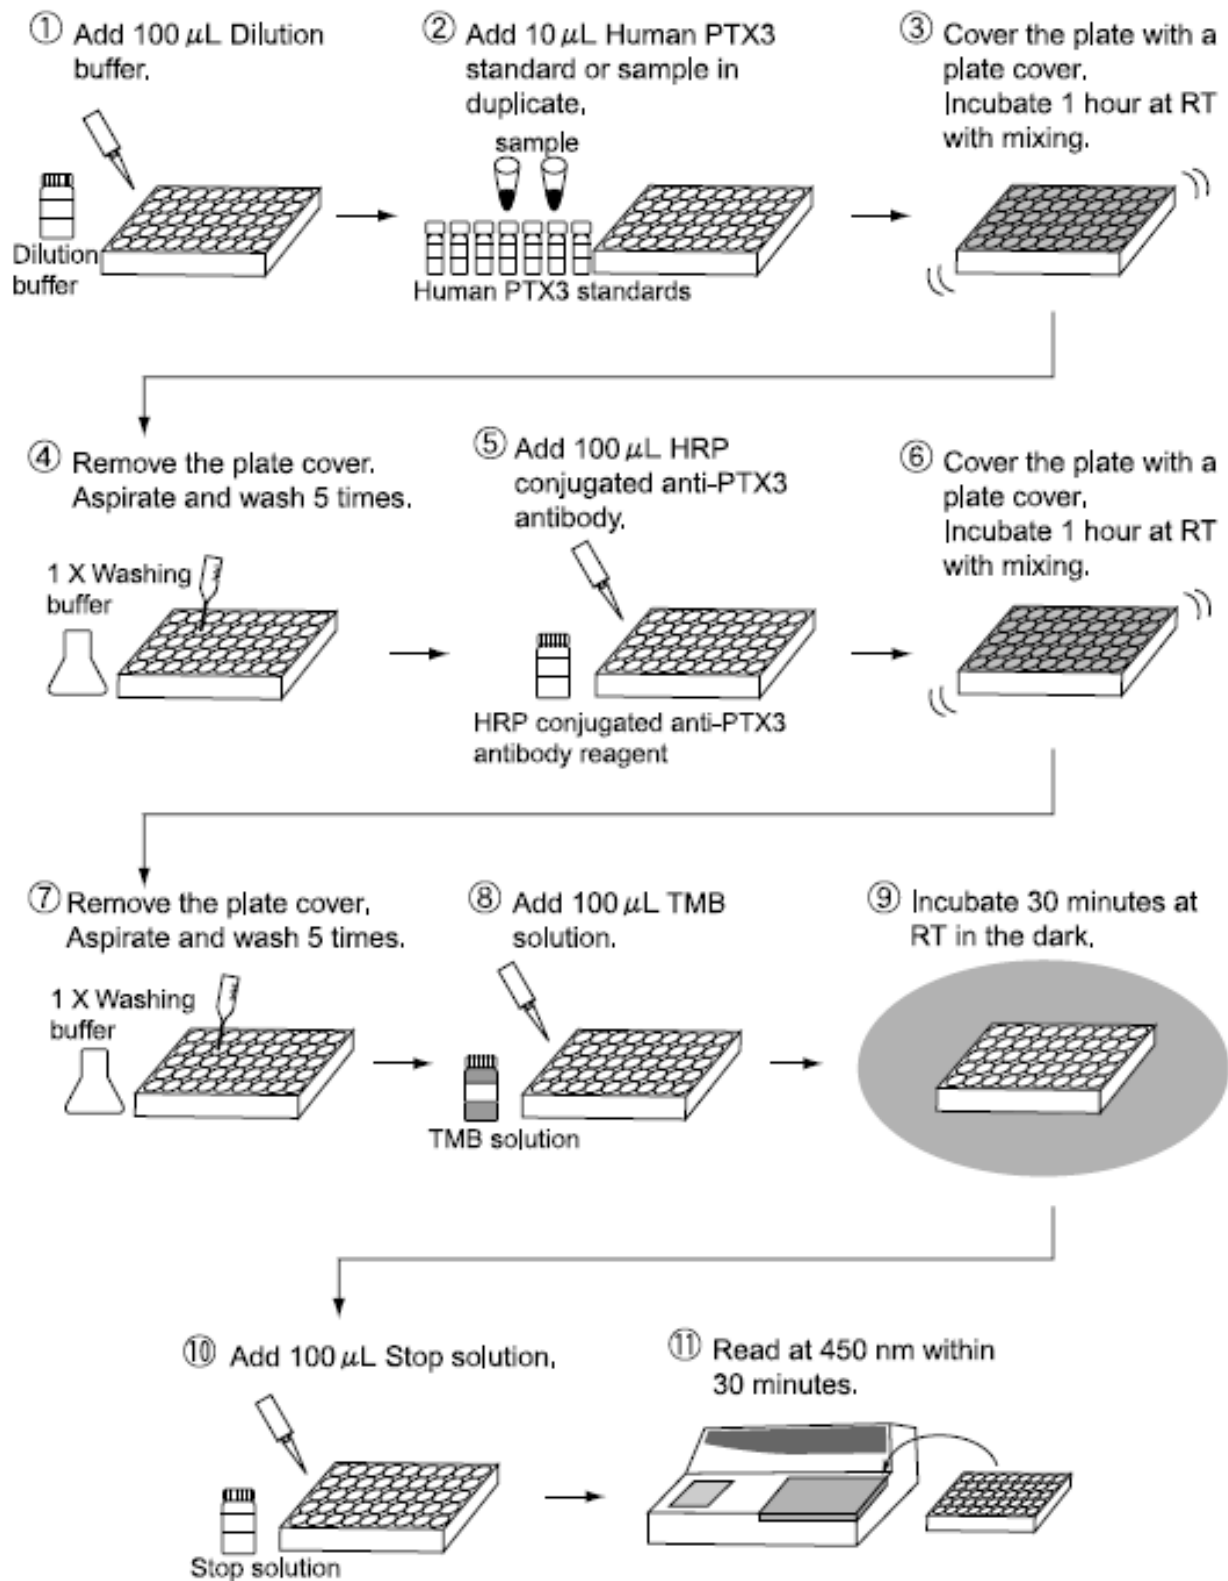 ① Add 100 μL Dilution
buffer.
Dilution
buffer
② Add 10 μL Human PTX3
standard or sample in
duplicate.
sample
Human PTX3 standards
③ Cover the plate with a
plate cover.
Incubate 1 hour at RT
with mixing.
④ Remove the plate cover.
Aspirate and wash 5 times.
1 X Washing
buffer
⑤ Add 100 μL HRP
conjugated anti-PTX3
antibody.
HRP conjugated anti-PTX3
antibody reagent
⑥ Cover the plate with a
plate cover.
Incubate 1 hour at RT
with mixing.
⑦ Remove the plate cover.
Aspirate and wash 5 times.
1 X Washing
buffer
⑧ Add 100 μL TMB
solution.
TMB solution
⑨ Incubate 30 minutes at
RT in the dark.
⑩ Add 100 μL Stop solution.
Stop solution
⑪ Read at 450 nm within
30 minutes.